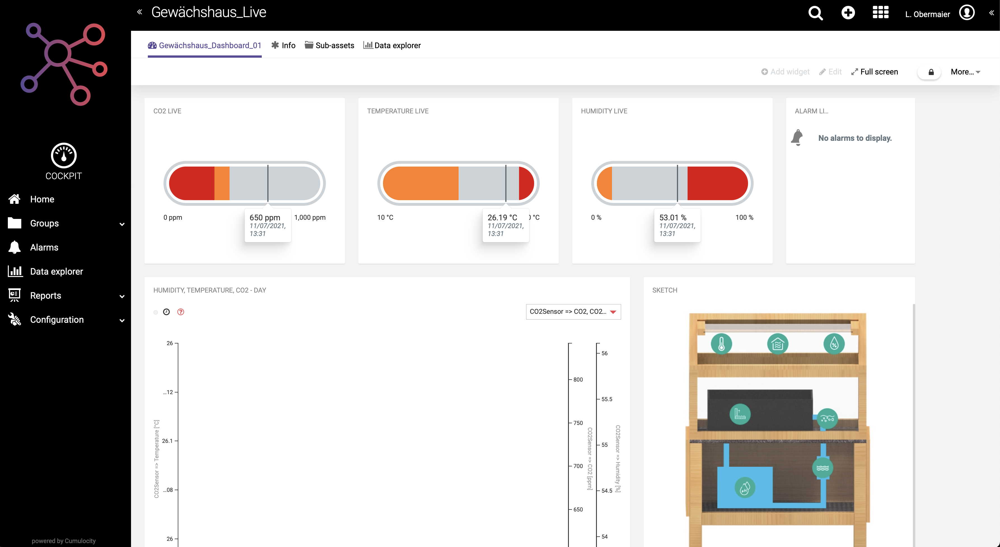 Gewächshaus_Live
L. Obermaier
Gewächshaus_Dashboard_01
Info
Sub-assets
Data explorer
Add widget
Edit
Full screen
More...
COCKPIT
Home
Groups
Alarms
Data explorer
Reports
Configuration
powered by Cumulocity
CO2 LIVE
0 ppm
650 ppm
11/07/2021,
13:31
1,000 ppm
TEMPERATURE LIVE
10 °C
26.19 °C
11/07/2021,
13:31
0 °C
HUMIDITY LIVE
0 %
53.01 %
11/07/2021,
13:31
100 %
ALARM LI...
No alarms to display.
HUMIDITY, TEMPERATURE, CO2 - DAY
CO2Sensor => CO2, CO2...
26
...12
26.1
...08
26
CO2Sensor => Temperature [°C]
800
750
700
650
CO2Sensor => CO2 [ppm]
56
55.5
55
54.5
54
CO2Sensor => Humidity [%]
SKETCH
%
pH